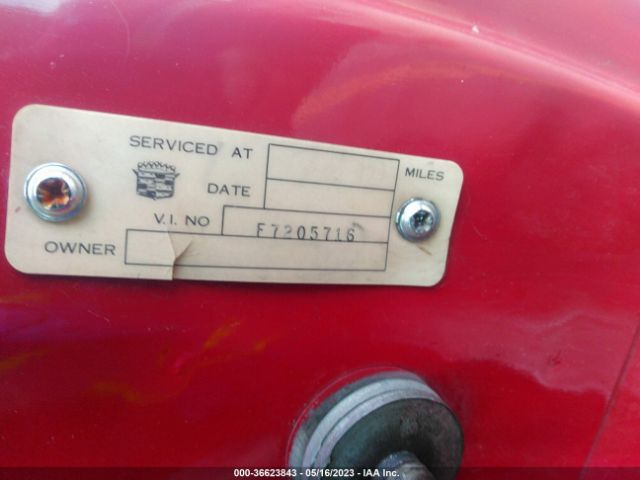 SERVICED AT
MILES
DATE
V.I. NO F7205716
OWNER
000-36623843 - 05/16/2023 - IAA Inc.